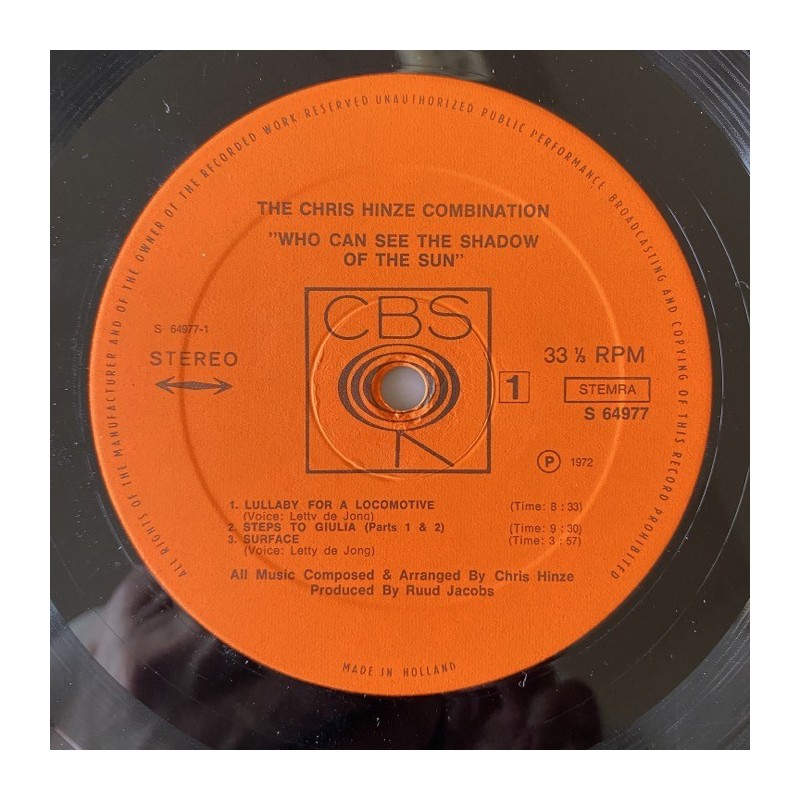 ALL RIGHTS OF THE MANUFACTURER AND OF THE OWNER OF THE RECORDED WORK RESERVED UNAUTHORIZED PUBLIC PERFORMANCE BROADCASTING AND COPYING OF THIS RECORD PROHIBITED
THE CHRIS HINZE COMBINATION
"WHO CAN SEE THE SHADOW
OF THE SUN"
CBS
S 64977-1
STEREO
33 ⅓ RPM
1
STEMRA
S 64977
Ⓟ 1972
1. LULLABY FOR A LOCOMOTIVE (Time: 8 : 33)
(Voice: Letty de Jong)
2. STEPS TO GIULIA (Parts 1 & 2) (Time: 9 : 30)
3. SURFACE (Time: 3 : 57)
(Voice: Letty de Jong)
All Music Composed & Arranged By Chris Hinze
Produced By Ruud Jacobs
MADE IN HOLLAND